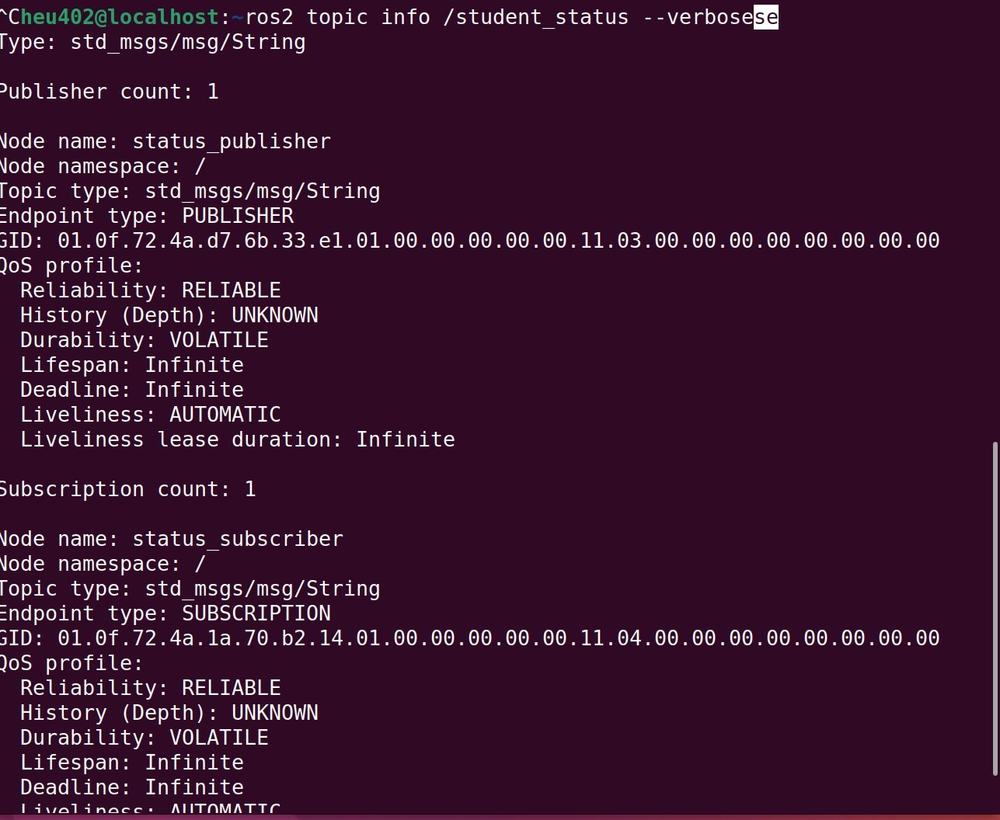 ^Cheu402@localhost:~ros2 topic info /student_status --verbosese
Type: std_msgs/msg/String
Publisher count: 1
Node name: status_publisher
Node namespace: /
Topic type: std_msgs/msg/String
Endpoint type: PUBLISHER
GID: 01.0f.72.4a.d7.6b.33.e1.01.00.00.00.00.00.11.03.00.00.00.00.00.00.00.00
QoS profile:
  Reliability: RELIABLE
  History (Depth): UNKNOWN
  Durability: VOLATILE
  Lifespan: Infinite
  Deadline: Infinite
  Liveliness: AUTOMATIC
  Liveliness lease duration: Infinite
Subscription count: 1
Node name: status_subscriber
Node namespace: /
Topic type: std_msgs/msg/String
Endpoint type: SUBSCRIPTION
GID: 01.0f.72.4a.1a.70.b2.14.01.00.00.00.00.00.11.04.00.00.00.00.00.00.00.00
QoS profile:
  Reliability: RELIABLE
  History (Depth): UNKNOWN
  Durability: VOLATILE
  Lifespan: Infinite
  Deadline: Infinite
  Liveliness: AUTOMATIC